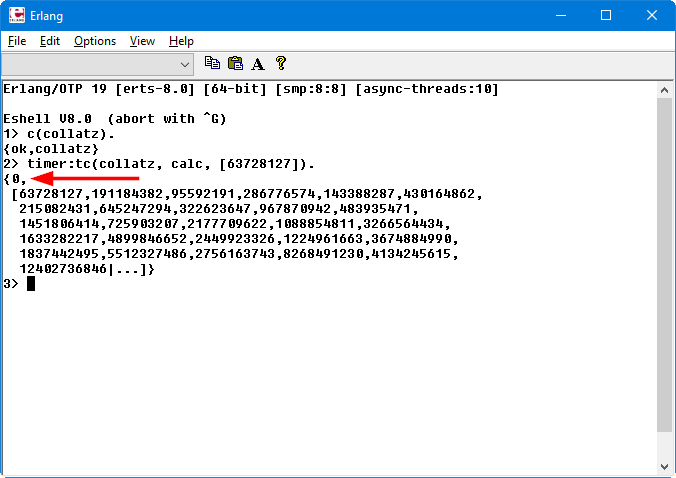 Erlang
File Edit Options View Help
Erlang/OTP 19 [erts-8.0] [64-bit] [smp:8:8] [async-threads:10]
Eshell V8.0 (abort with ^G)
1> c(collatz).
{ok,collatz}
2> timer:tc(collatz, calc, [63728127]).
{0,
[63728127,191184382,95592191,286776574,143388287,430164862,
215082431,645247294,322623647,967870942,483935471,
1451806414,725903207,2177709622,1088854811,3266564434,
1633282217,4899846652,2449923326,1224961663,3674884990,
1837442495,5512327486,2756163743,8268491230,4134245615,
12402736846|...]}
3>